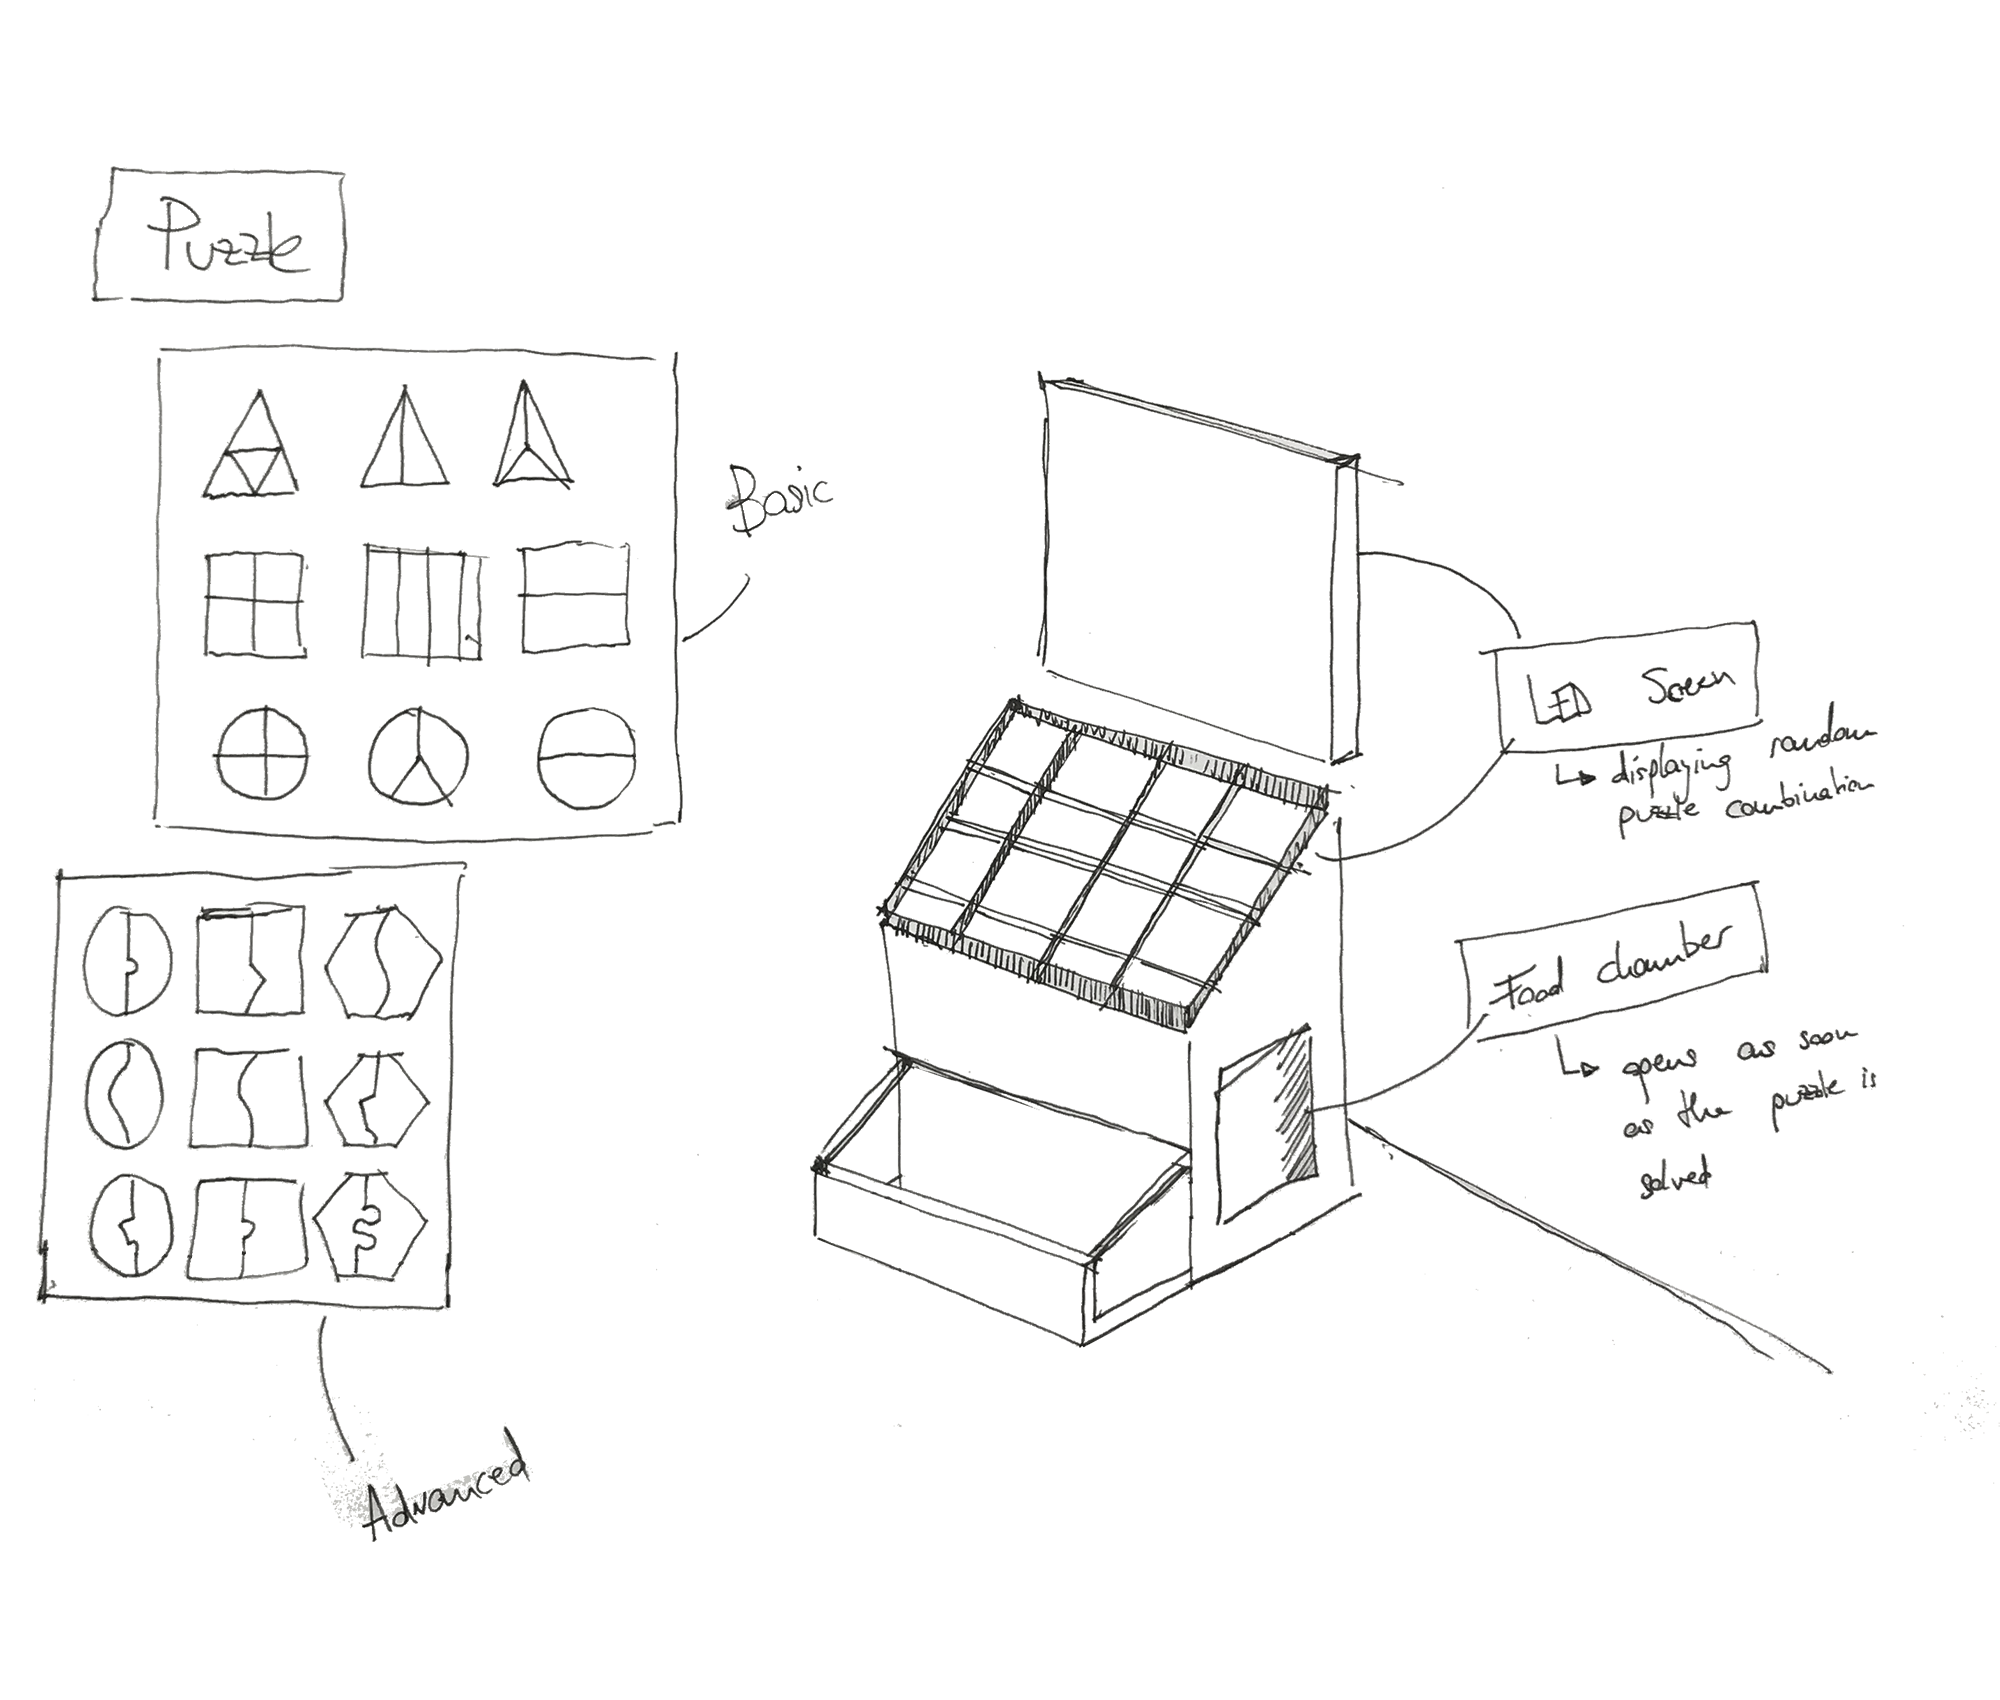 Puzzle
Basic
Advanced
LED Screen
↳ displaying random
puzzle combination
Food chamber
↳ opens as soon
as the puzzle is
solved